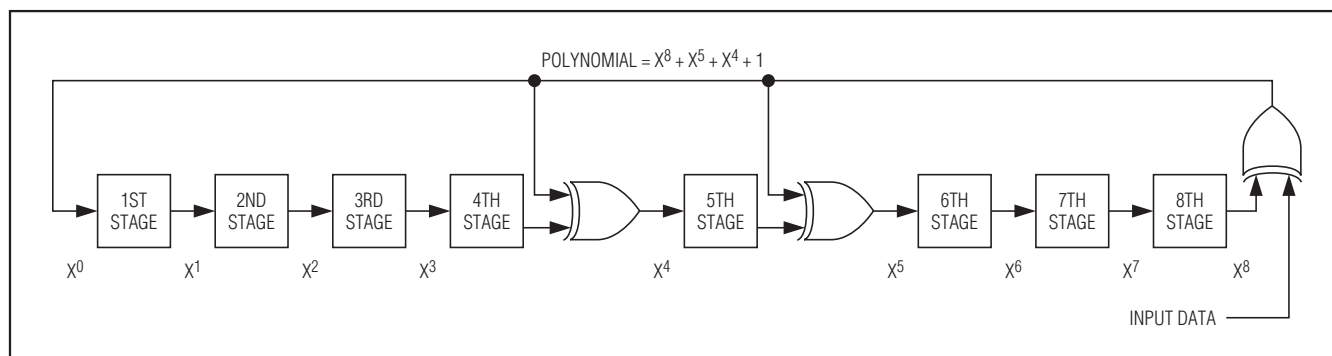 POLYNOMIAL = X⁸ + X⁵ + X⁴ + 1
1ST
STAGE
2ND
STAGE
3RD
STAGE
4TH
STAGE
5TH
STAGE
6TH
STAGE
7TH
STAGE
8TH
STAGE
X⁰ X¹ X² X³ X⁴ X⁵ X⁶ X⁷ X⁸
INPUT DATA